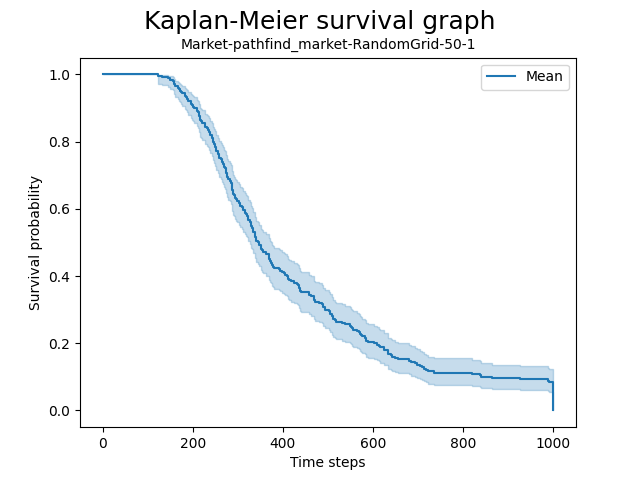 Kaplan-Meier survival graph
Market-pathfind_market-RandomGrid-50-1
Mean
Survival probability
1.0
0.8
0.6
0.4
0.2
0.0
0 200 400 600 800 1000
Time steps